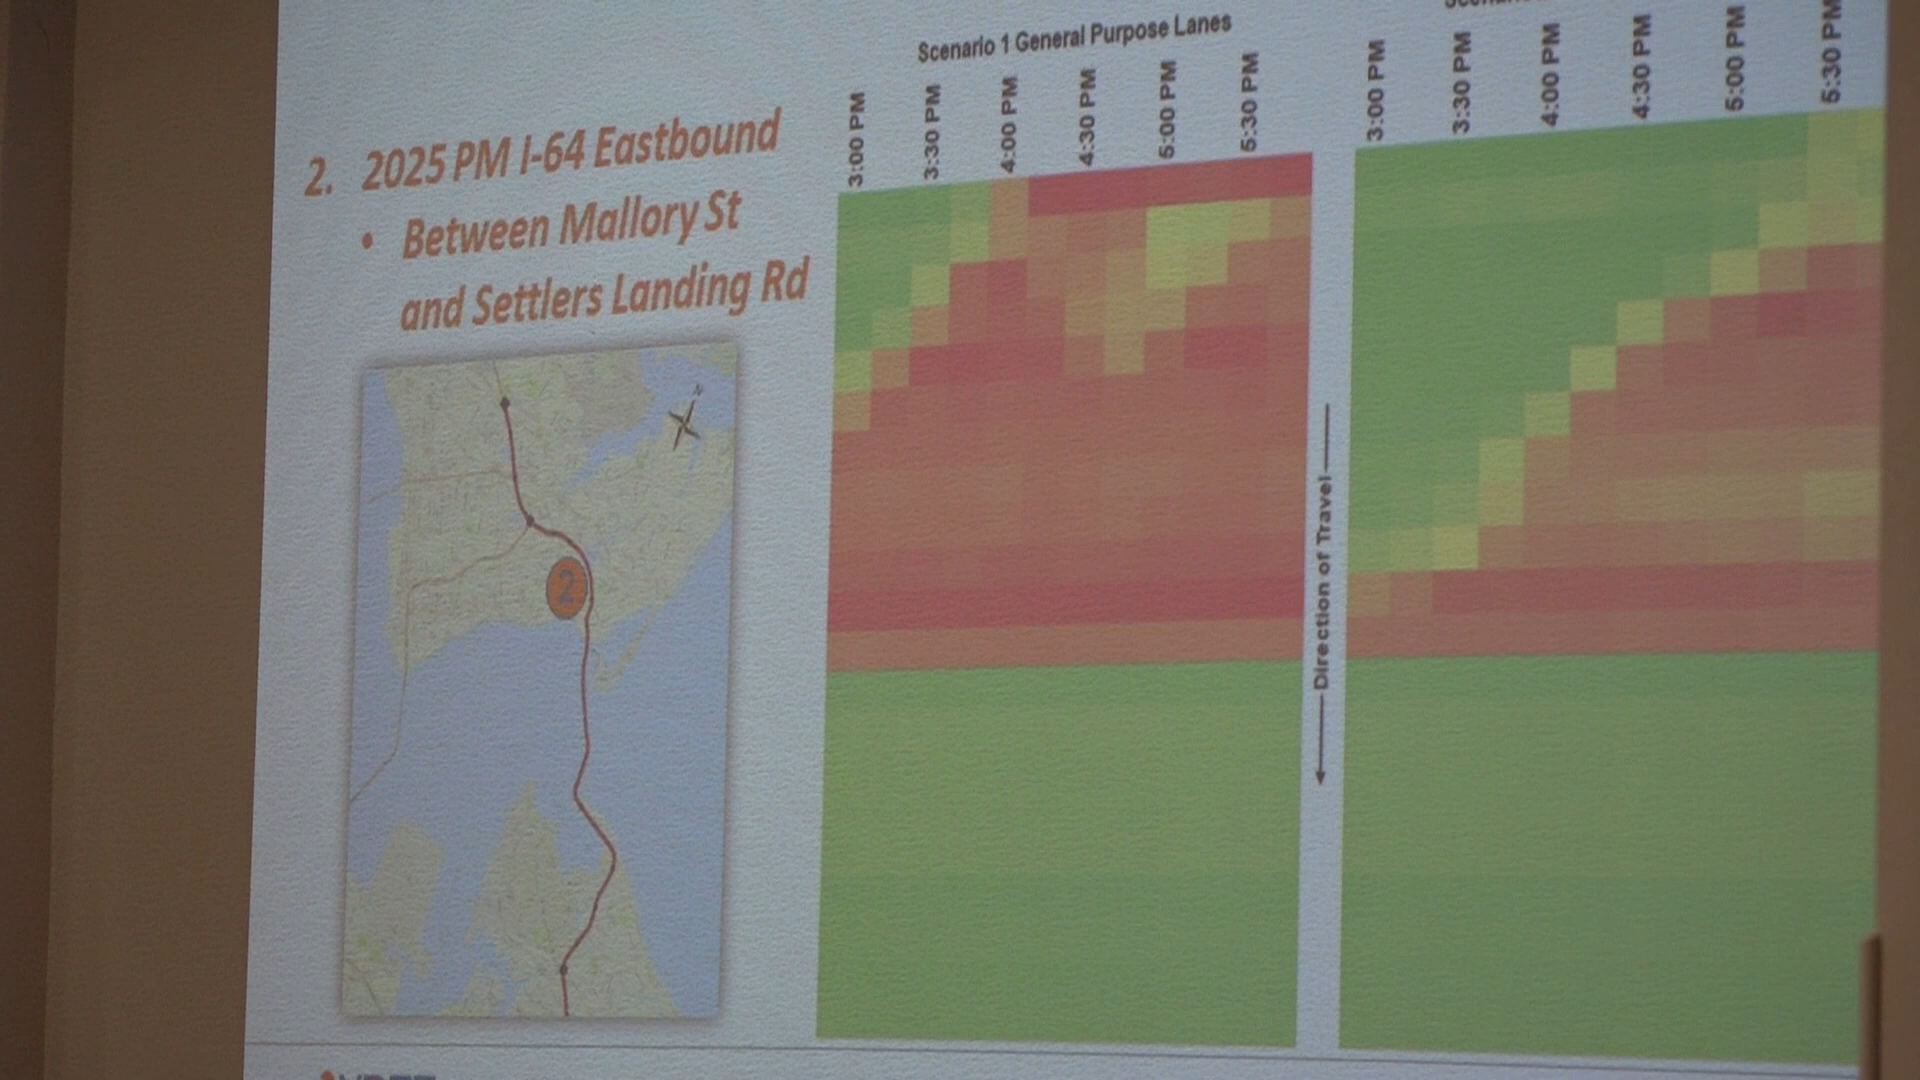 2. 2025 PM I-64 Eastbound
• Between Mallory St
and Settlers Landing Rd
2
Scenario 1 General Purpose Lanes
3:00 PM
3:30 PM
4:00 PM
4:30 PM
5:00 PM
5:30 PM
Direction of Travel
3:00 PM
3:30 PM
4:00 PM
4:30 PM
5:00 PM
5:30 PM